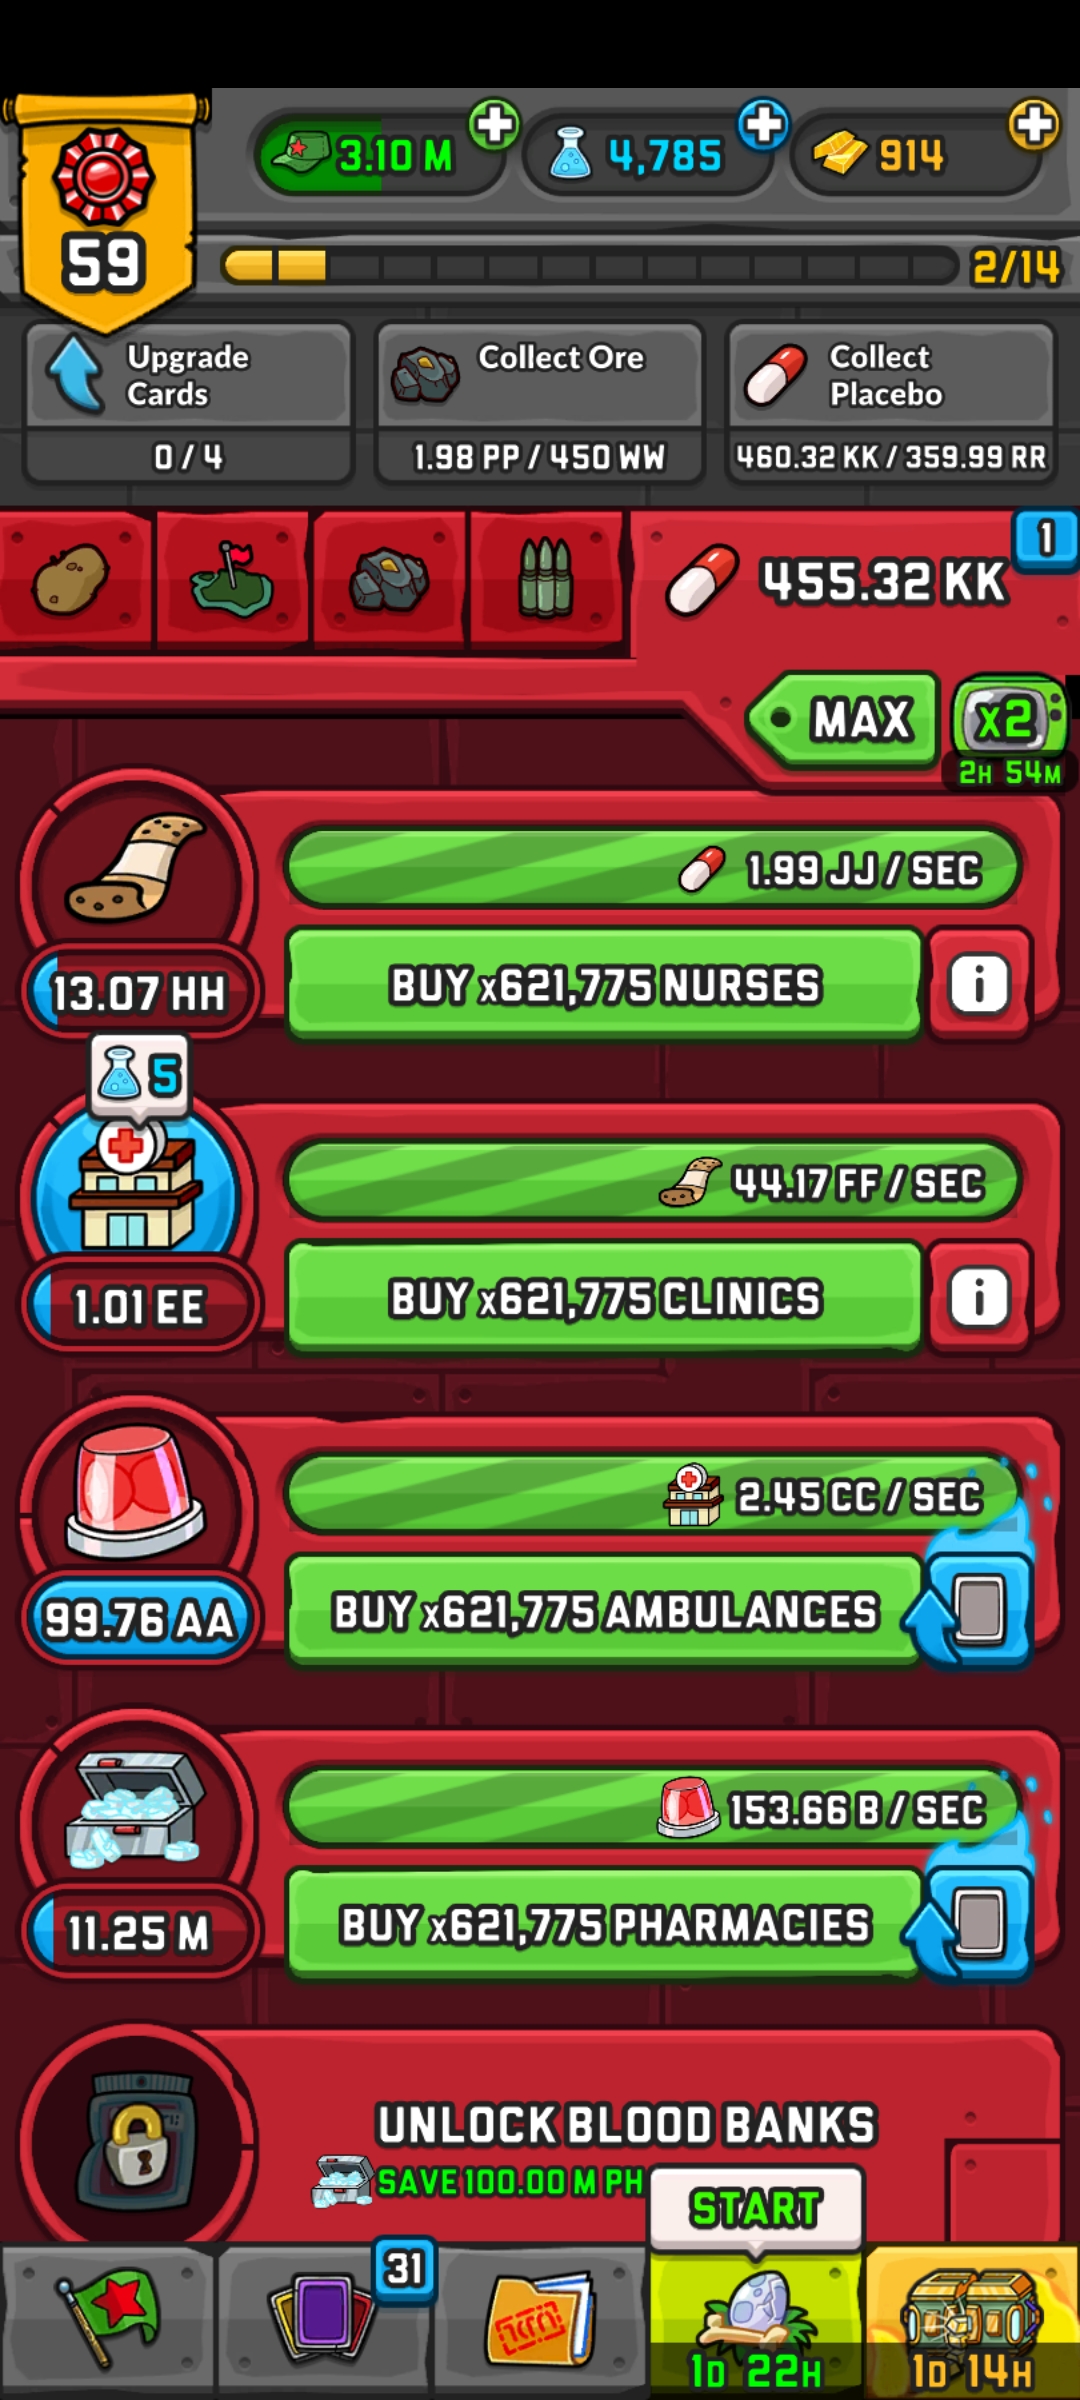 59
3.10 M
4,785
914
2/14
Upgrade
Cards
0 / 4
Collect Ore
1.98 PP / 450 WW
Collect
Placebo
460.32 KK / 359.99 RR
455.32 KK
1
MAX
x2
2H 54M
1.99 JJ / SEC
13.07 HH
BUY x621,775 NURSES
i
5
44.17 FF / SEC
1.01 EE
BUY x621,775 CLINICS
i
2.45 CC / SEC
99.76 AA
BUY x621,775 AMBULANCES
153.66 B / SEC
11.25 M
BUY x621,775 PHARMACIES
UNLOCK BLOOD BANKS
SAVE 100.00 M PH
START
31
1D 22H
1D 14H